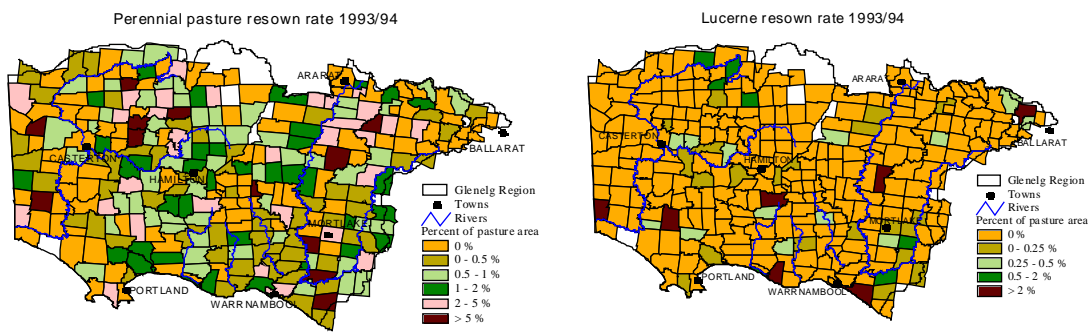 Perennial pasture resown rate 1993/94
ARARAT
BALLARAT
CASTERTON
HAMILTON
MORTLAKE
PORTLAND
WARRNAMBOOL
Glenelg Region
Towns
Rivers
Percent of pasture area
0 %
0 - 0.5 %
0.5 - 1 %
1 - 2 %
2 - 5 %
> 5 %
Lucerne resown rate 1993/94
ARARAT
BALLARAT
CASTERTON
HAMILTON
MORTLAKE
PORTLAND
WARRNAMBOOL
Glenelg Region
Towns
Rivers
Percent of pasture area
0 %
0 - 0.25 %
0.25 - 0.5 %
0.5 - 2 %
> 2 %